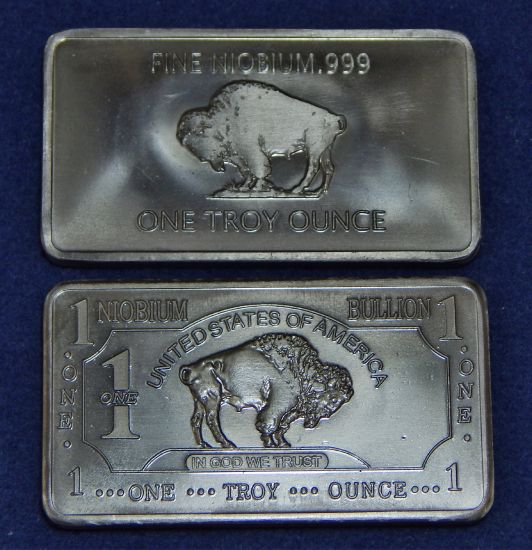 FINE NIOBIUM.999
ONE TROY OUNCE
1 NIOBIUM BULLION 1
UNITED STATES OF AMERICA
1
ONE
·ONE·
·ONE·
IN GOD WE TRUST
1 •••ONE ••• TROY ••• OUNCE••• 1